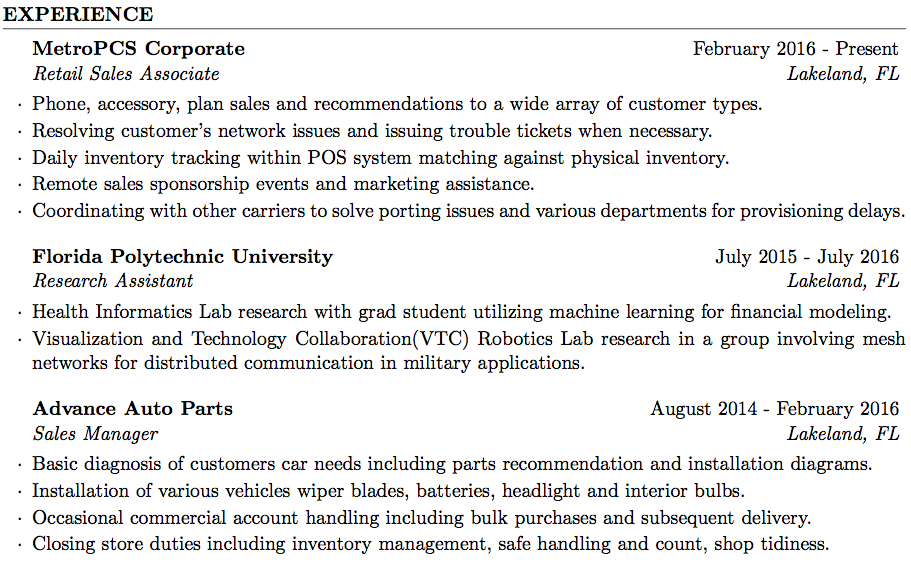 EXPERIENCE
MetroPCS Corporate February 2016 - Present
Retail Sales Associate Lakeland, FL
· Phone, accessory, plan sales and recommendations to a wide array of customer types.
· Resolving customer's network issues and issuing trouble tickets when necessary.
· Daily inventory tracking within POS system matching against physical inventory.
· Remote sales sponsorship events and marketing assistance.
· Coordinating with other carriers to solve porting issues and various departments for provisioning delays.
Florida Polytechnic University July 2015 - July 2016
Research Assistant Lakeland, FL
· Health Informatics Lab research with grad student utilizing machine learning for financial modeling.
· Visualization and Technology Collaboration(VTC) Robotics Lab research in a group involving mesh
networks for distributed communication in military applications.
Advance Auto Parts August 2014 - February 2016
Sales Manager Lakeland, FL
· Basic diagnosis of customers car needs including parts recommendation and installation diagrams.
· Installation of various vehicles wiper blades, batteries, headlight and interior bulbs.
· Occasional commercial account handling including bulk purchases and subsequent delivery.
· Closing store duties including inventory management, safe handling and count, shop tidiness.